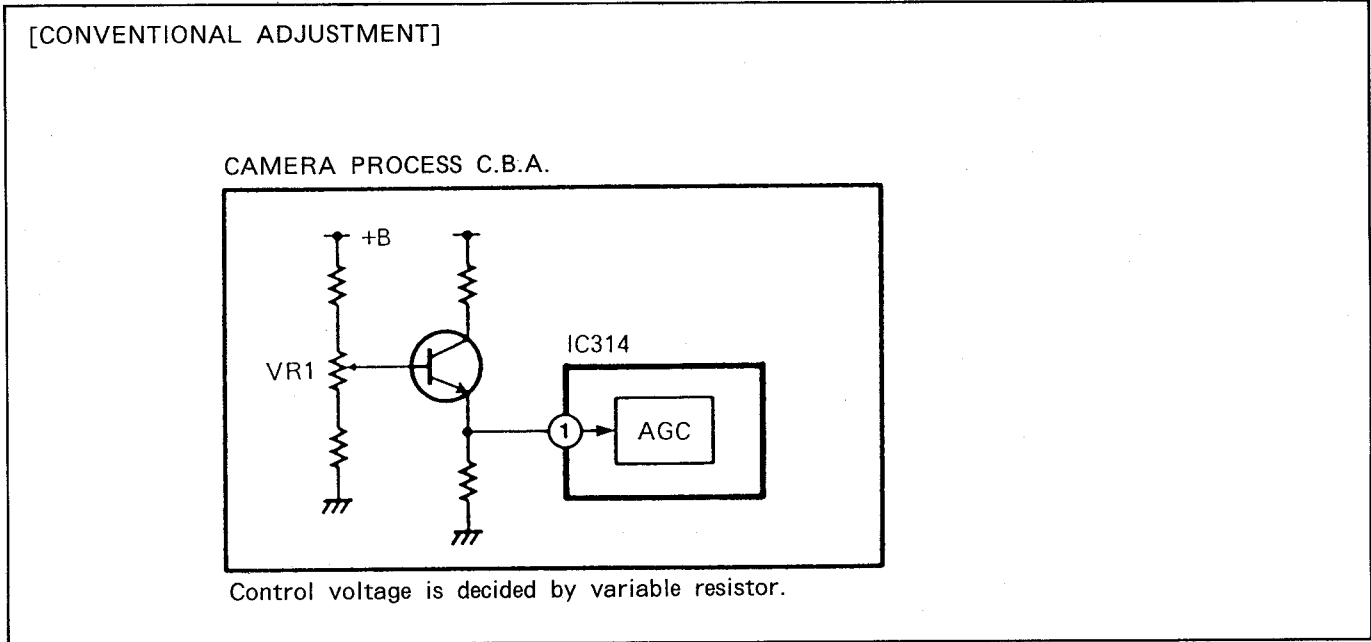 [CONVENTIONAL ADJUSTMENT]
CAMERA PROCESS C.B.A.
+B
VR1
IC314
1
AGC
Control voltage is decided by variable resistor.